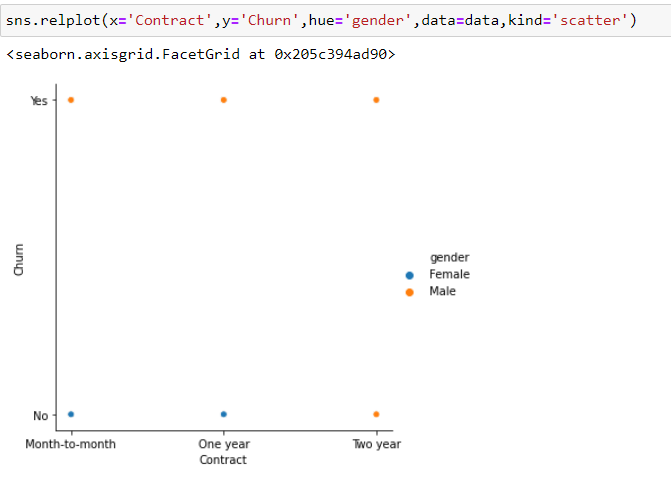 sns.relplot(x='Contract',y='Churn',hue='gender',data=data,kind='scatter')
<seaborn.axisgrid.FacetGrid at 0x205c394ad90>
Yes
Churn
gender
Female
Male
No
Month-to-month One year Two year
Contract